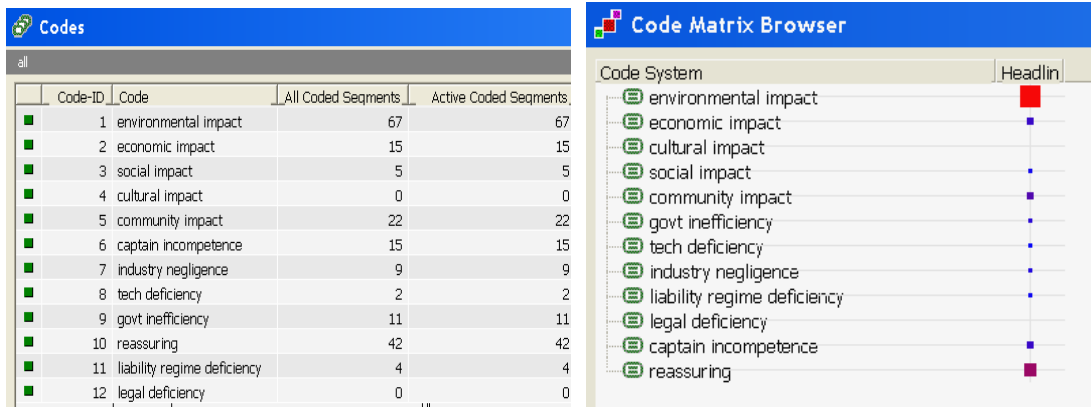 Codes
all
Code-ID Code All Coded Segments Active Coded Segments
1 environmental impact 67 67
2 economic impact 15 15
3 social impact 5 5
4 cultural impact 0 0
5 community impact 22 22
6 captain incompetence 15 15
7 industry negligence 9 9
8 tech deficiency 2 2
9 govt inefficiency 11 11
10 reassuring 42 42
11 liability regime deficiency 4 4
12 legal deficiency 0 0
Code Matrix Browser
Code System Headlin
environmental impact
economic impact
cultural impact
social impact
community impact
govt inefficiency
tech deficiency
industry negligence
liability regime deficiency
legal deficiency
captain incompetence
reassuring